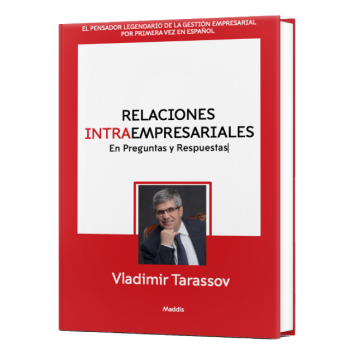 EL PENSADOR LEGENDARIO DE LA GESTIÓN EMPRESARIAL
POR PRIMERA VEZ EN ESPAÑOL
RELACIONES
INTRAEMPRESARIALES
En Preguntas y Respuestas
Vladimir Tarassov
Maddis